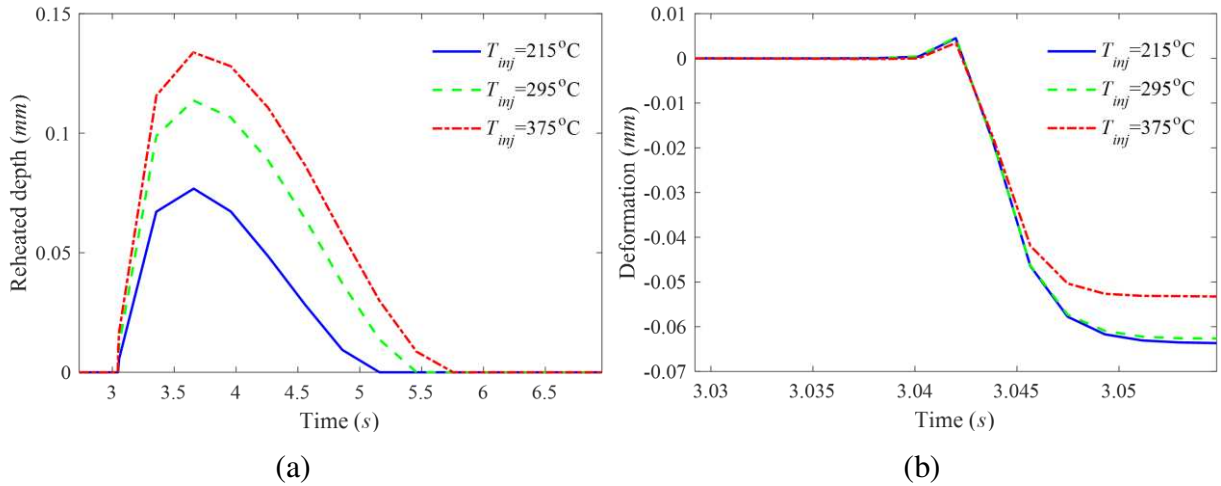 0.15
0.1
0.05
0
Reheated depth (mm)
T_inj=215°C
T_inj=295°C
T_inj=375°C
3 3.5 4 4.5 5 5.5 6 6.5
Time (s)
(a)
0.01
0
-0.01
-0.02
-0.03
-0.04
-0.05
-0.06
-0.07
Deformation (mm)
T_inj=215°C
T_inj=295°C
T_inj=375°C
3.03 3.035 3.04 3.045 3.05
Time (s)
(b)